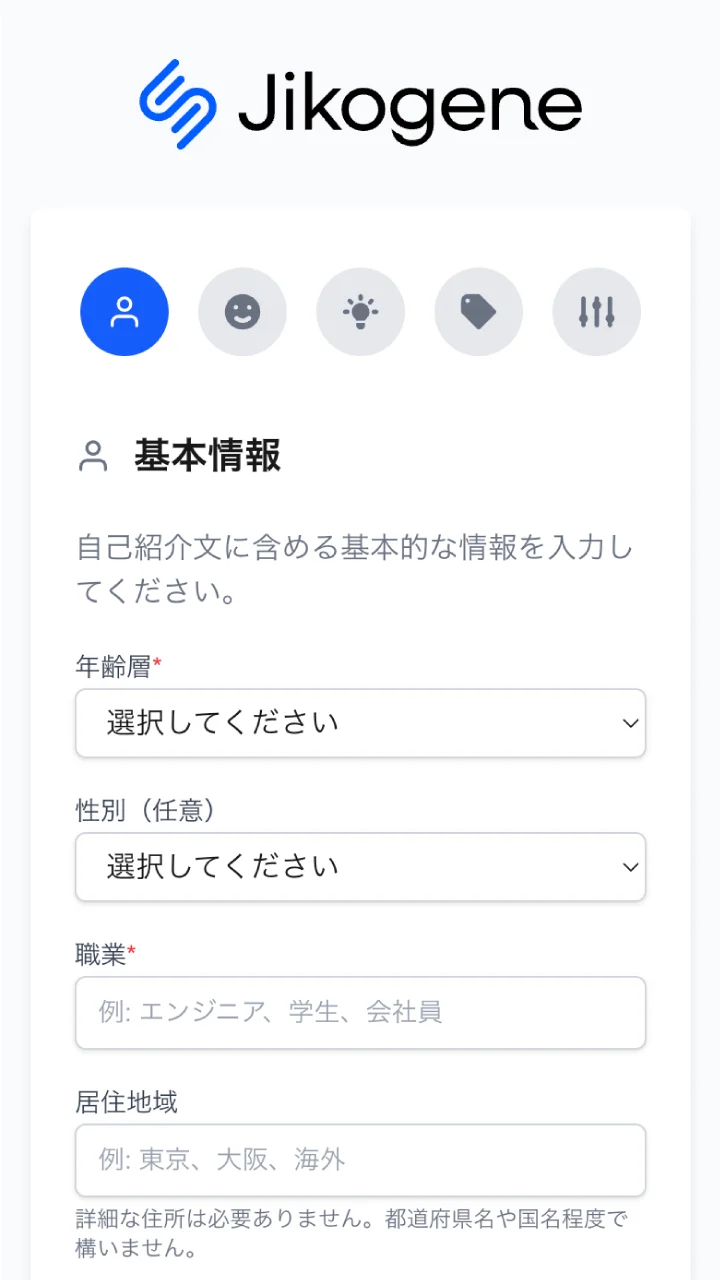 Jikogene
基本情報
自己紹介文に含める基本的な情報を入力し
てください。
年齢層*
選択してください
性別（任意）
選択してください
職業*
例: エンジニア、学生、会社員
居住地域
例: 東京、大阪、海外
詳細な住所は必要ありません。都道府県名や国名程度で
構いません。